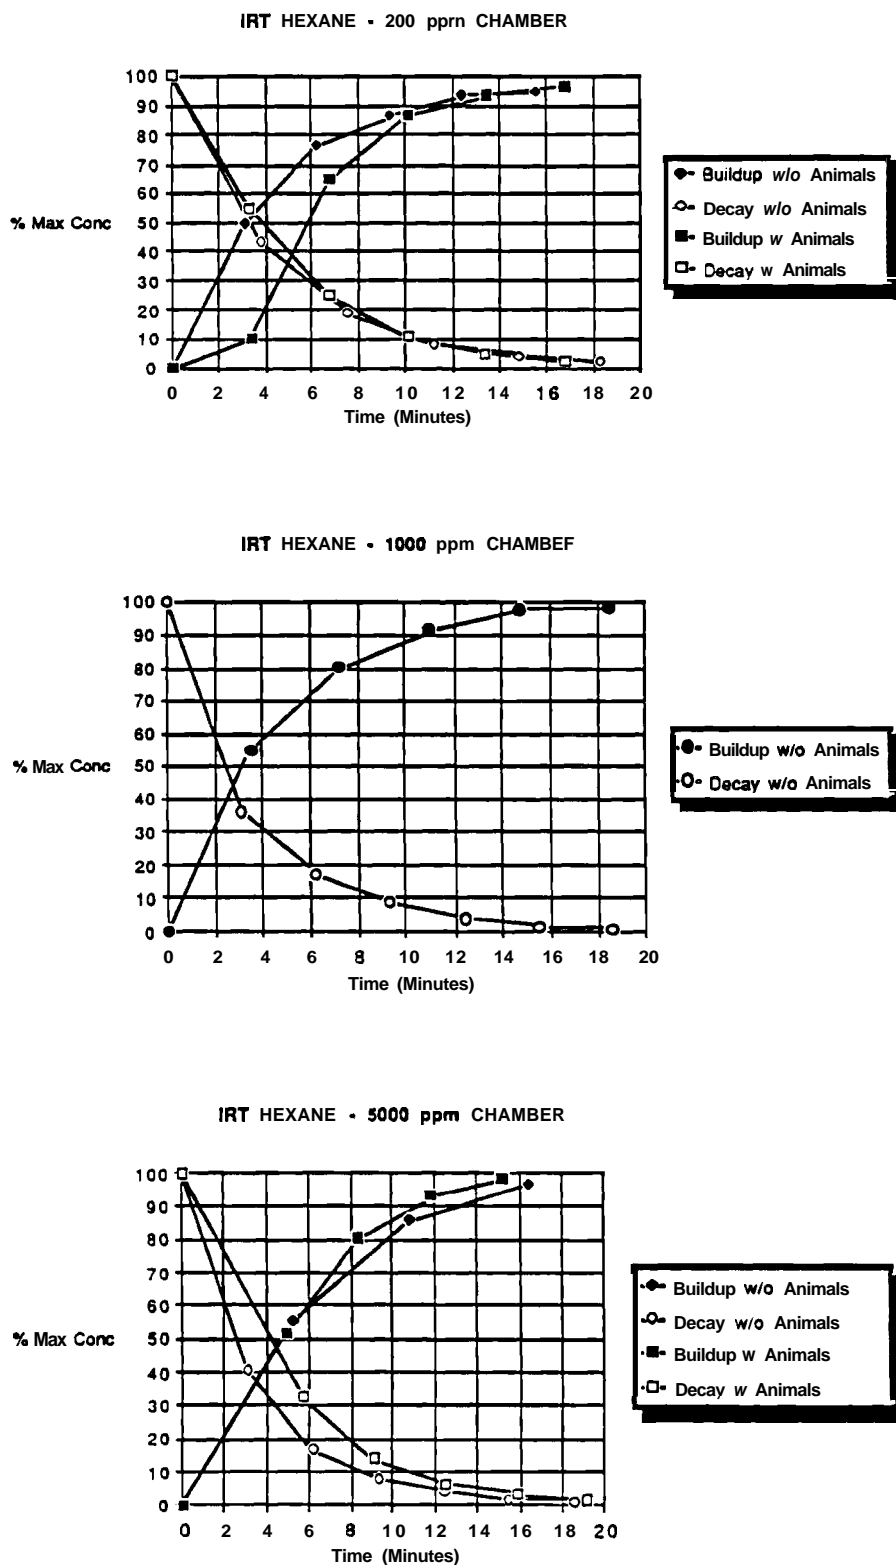 IRT HEXANE - 200 pprn CHAMBER
100
90
80
70
60
% Max Conc
50
40
30
20
10
0
0 2 4 6 8 10 12 14 16 18 20
Time (Minutes)
Buildup w/o Animals
Decay w/o Animals
Buildup w Animals
Decay w Animals
IRT HEXANE - 1000 ppm CHAMBEF
100
90
80
70
60
% Max Conc
50
40
30
20
10
0
0 2 4 6 8 10 12 14 16 18 20
Time (Minutes)
Buildup w/o Animals
Decay w/o Animals
IRT HEXANE - 5000 ppm CHAMBER
100
90
80
70
60
% Max Conc
50
40
30
20
10
0
0 2 4 6 8 10 12 14 16 18 20
Time (Minutes)
Buildup w/o Animals
Decay w/o Animals
Buildup w Animals
Decay w Animals